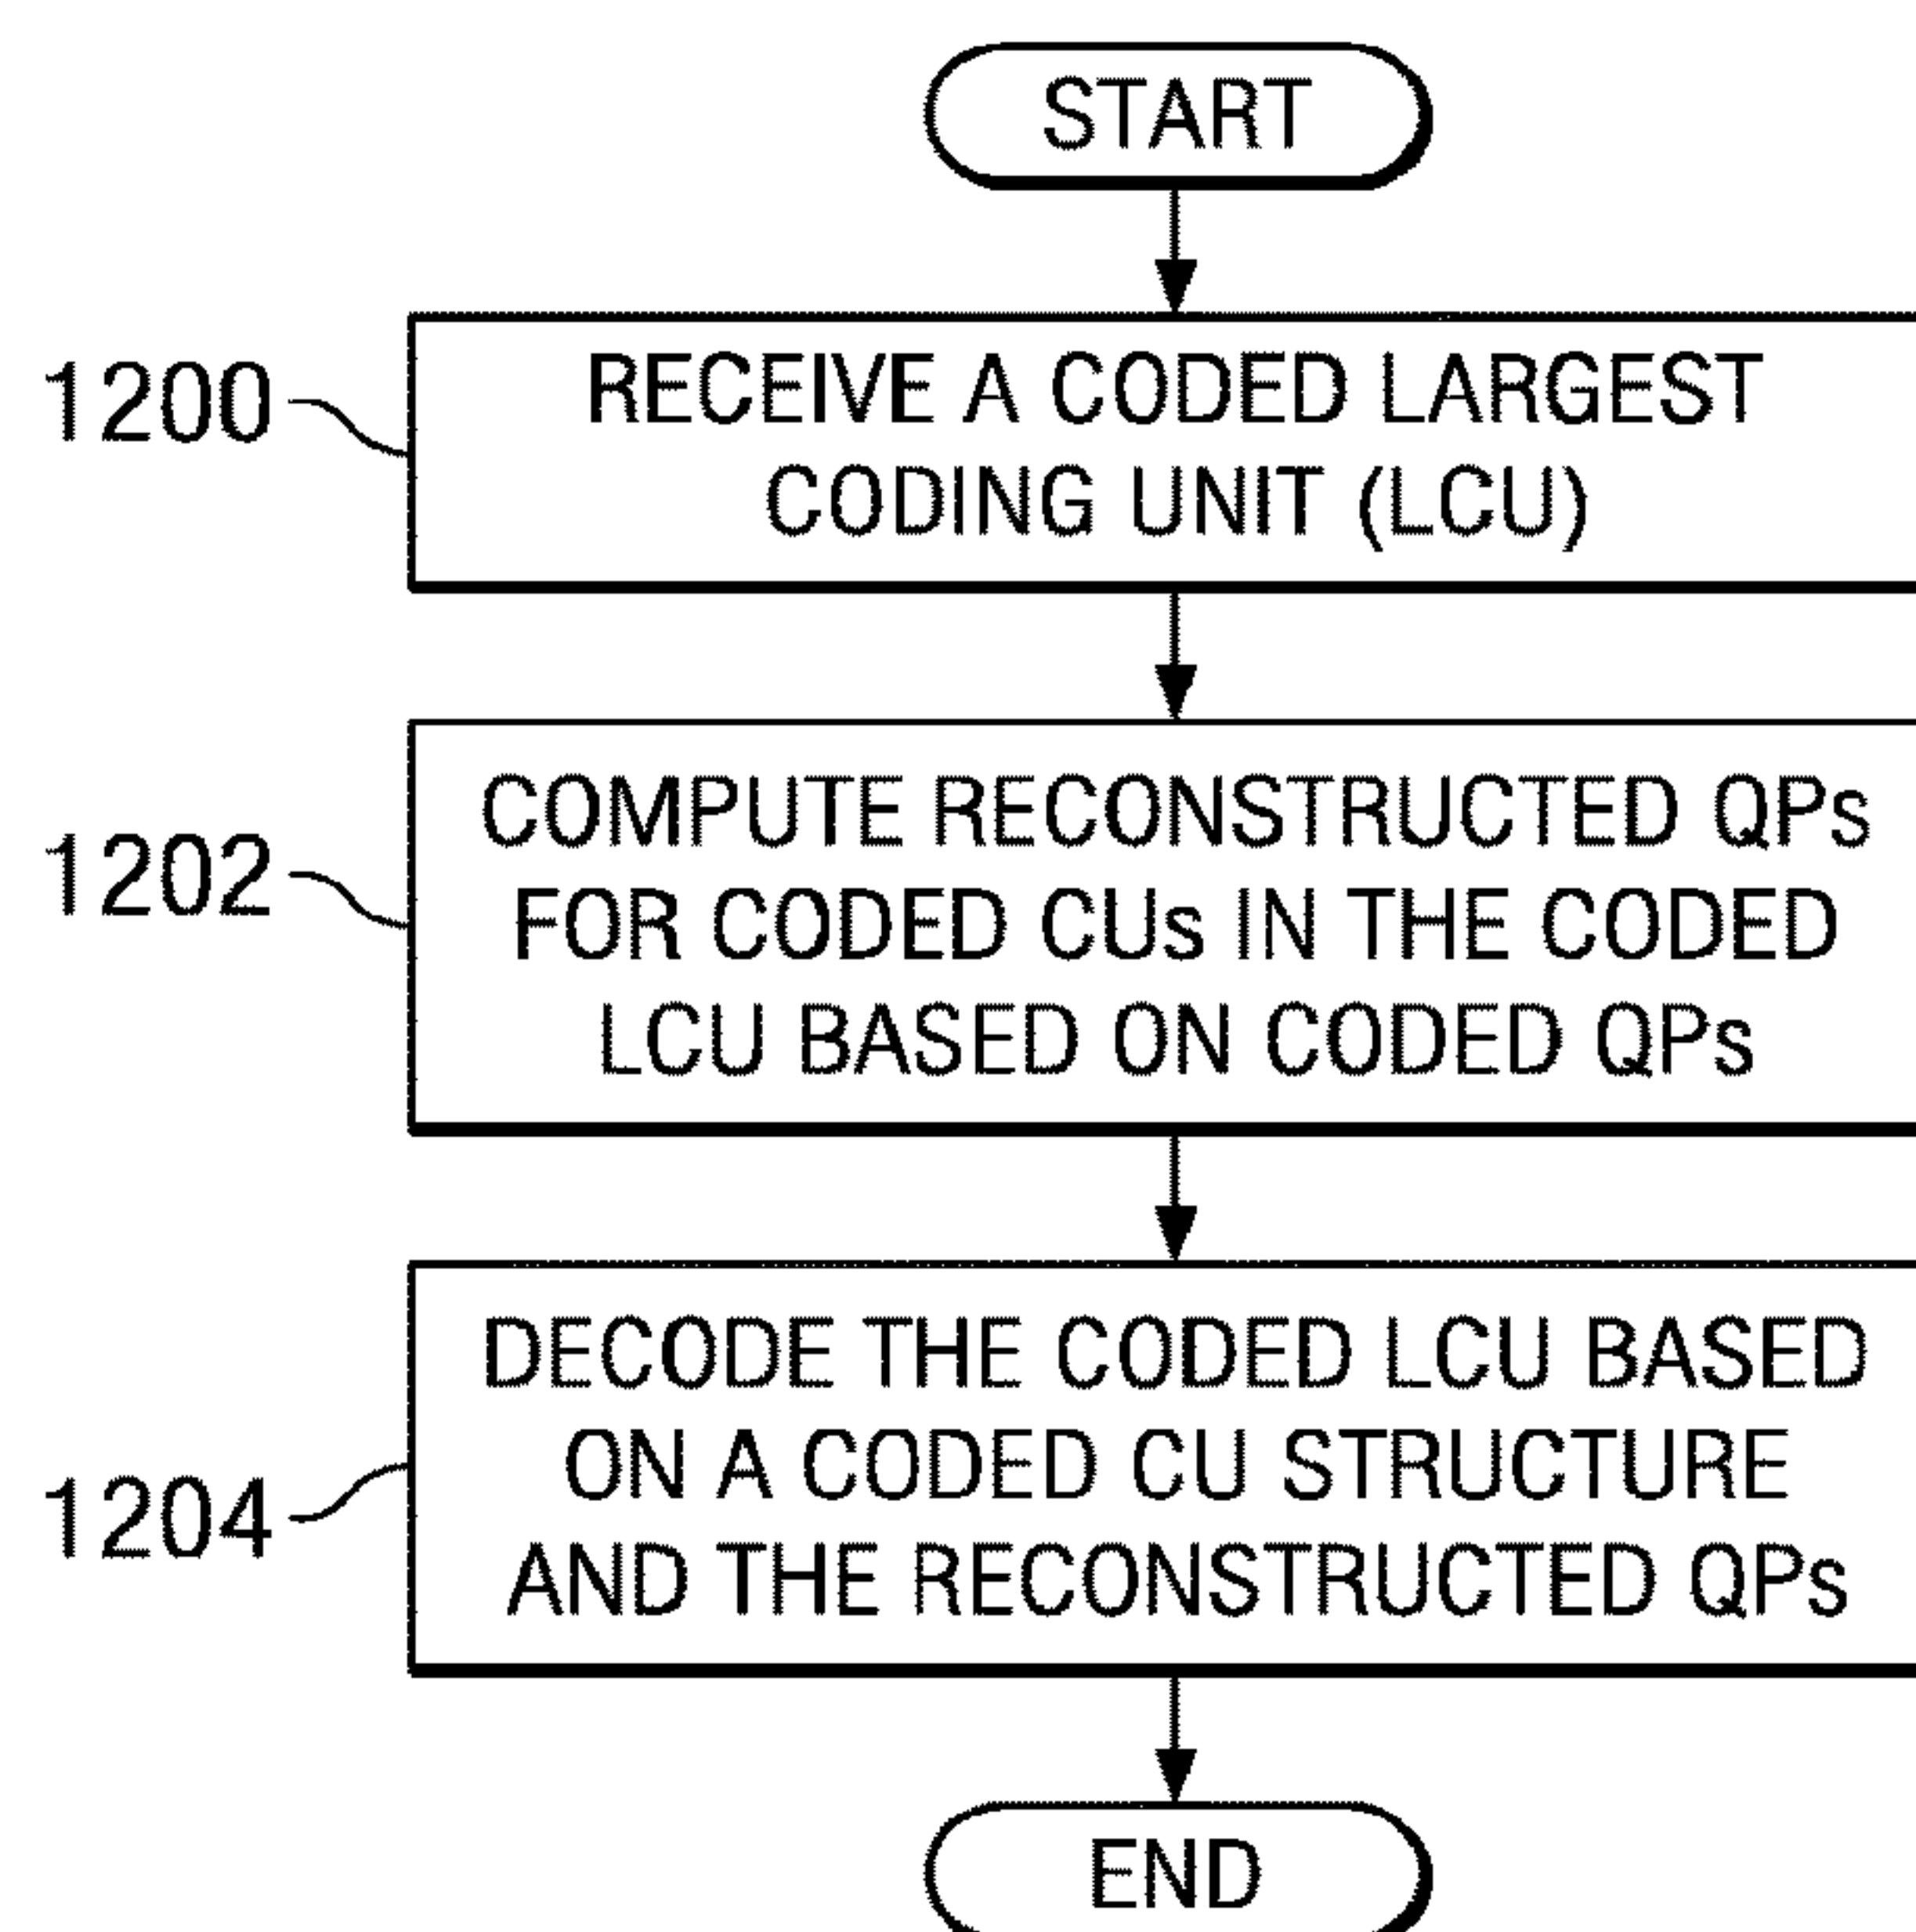 START
1200
RECEIVE A CODED LARGEST
CODING UNIT (LCU)
1202
COMPUTE RECONSTRUCTED QPs
FOR CODED CUs IN THE CODED
LCU BASED ON CODED QPs
1204
DECODE THE CODED LCU BASED
ON A CODED CU STRUCTURE
AND THE RECONSTRUCTED QPs
END